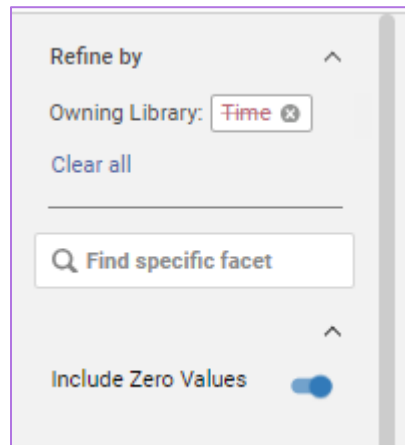 Refine by
Owning Library: Time
Clear all
Find specific facet
Include Zero Values